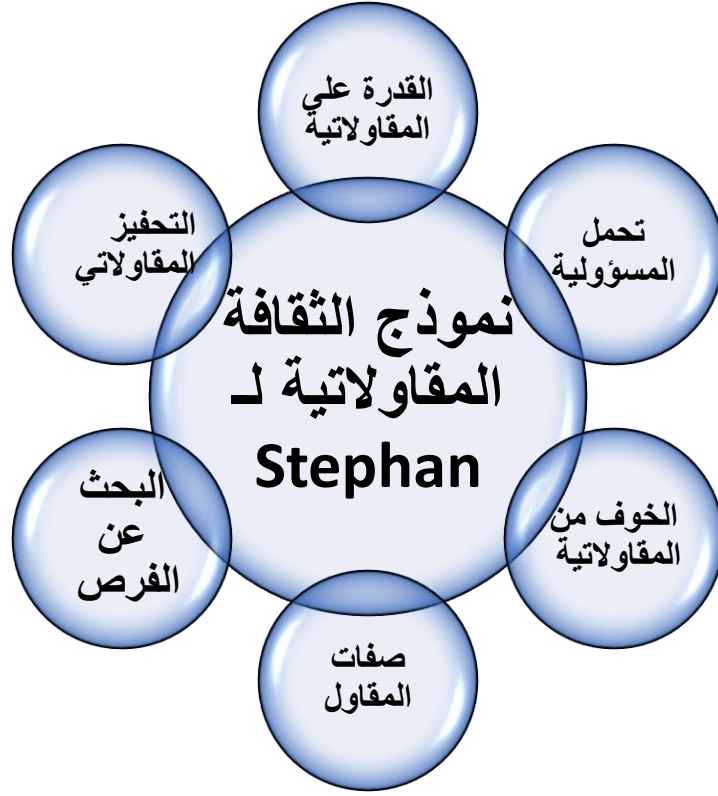 القدرة على
المقاولاتية
تحمل
المسؤولية
الخوف من
المقاولاتية
صفات
المقاول
البحث
عن
الفرص
التحفيز
المقاولاتي
نموذج الثقافة
المقاولاتية لـ
Stephan